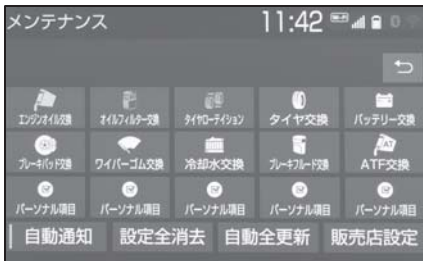 メンテナンス 11:42 Wi-Fi
エンジンオイル交換 オイルフィルター交換 タイヤローテイション タイヤ交換 バッテリー交換
ブレーキパッド交換 ワイパーゴム交換 冷却水交換 ブレーキフルード交換 ATF交換
パーソナル項目 パーソナル項目 パーソナル項目 パーソナル項目 パーソナル項目
自動通知 設定全消去 自動全更新 販売店設定